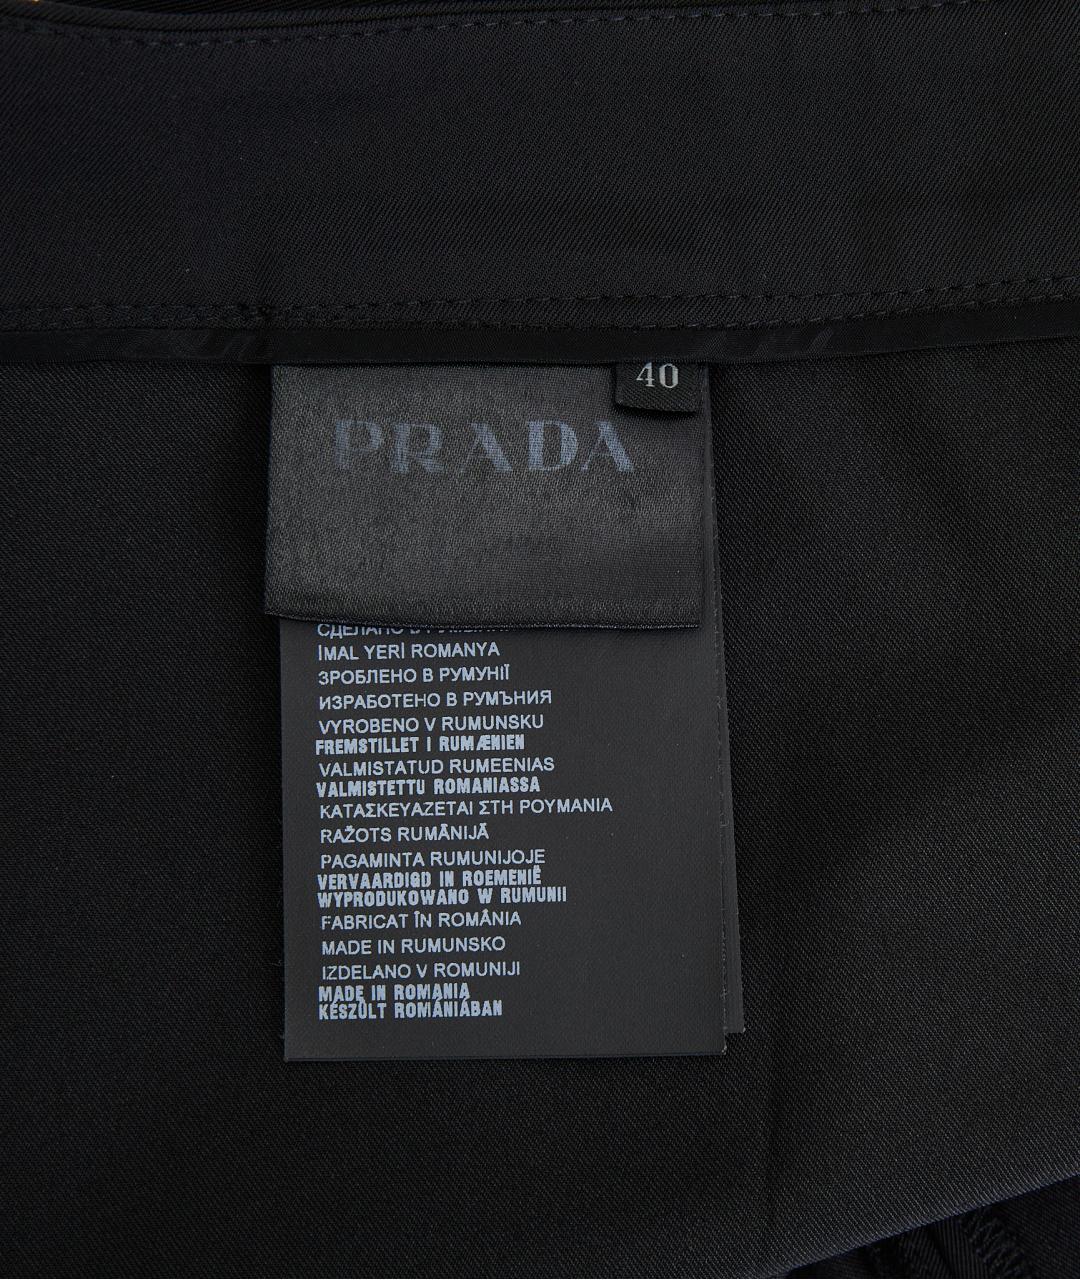 40
PRADA
СДЕЛАНО В
İMAL YERİ ROMANYA
ЗРОБЛЕНО В РУМУНІЇ
ИЗРАБОТЕНО В РУМЪНИЯ
VYROBENO V RUMUNSKU
FREMSTILLET I RUMÆNIEN
VALMISTATUD RUMEENIAS
VALMISTETTU ROMANIASSA
ΚΑΤΑΣΚΕΥΑΖΕΤΑΙ ΣΤΗ ΡΟΥΜΑΝΙΑ
RAŽOTS RUMĀNIJĀ
PAGAMINTA RUMUNIJOJE
VERVAARDIGD IN ROEMENIË
WYPRODUKOWANO W RUMUNII
FABRICAT ÎN ROMÂNIA
MADE IN RUMUNSKO
IZDELANO V ROMUNIJI
MADE IN ROMANIA
KÉSZÜLT ROMÁNIÁBAN